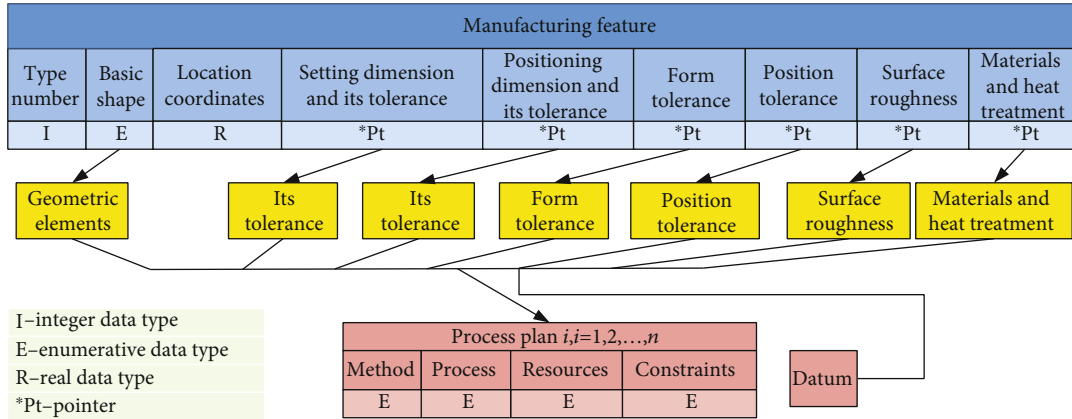 Manufacturing feature
Type
number
Basic
shape
Location
coordinates
Setting dimension
and its tolerance
Positioning
dimension and
its tolerance
Form
tolerance
Position
tolerance
Surface
roughness
Materials
and heat
treatment
I
E
R
*Pt
*Pt
*Pt
*Pt
*Pt
*Pt
Geometric
elements
Its
tolerance
Its
tolerance
Form
tolerance
Position
tolerance
Surface
roughness
Materials and
heat treatment
I–integer data type
E–enumerative data type
R–real data type
*Pt–pointer
Process plan i,i=1,2,...,n
Method
Process
Resources
Constraints
E
E
E
E
Datum